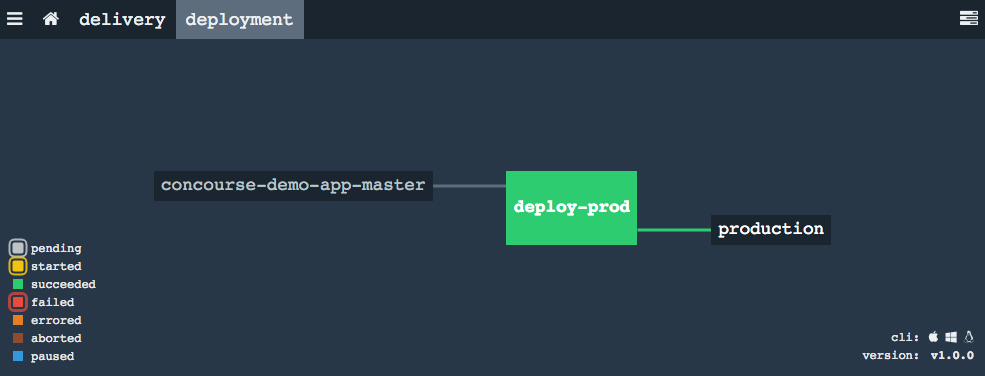 delivery deployment
concourse-demo-app-master
deploy-prod
production
pending
started
succeeded
failed
errored
aborted
paused
cli:
version: v1.0.0